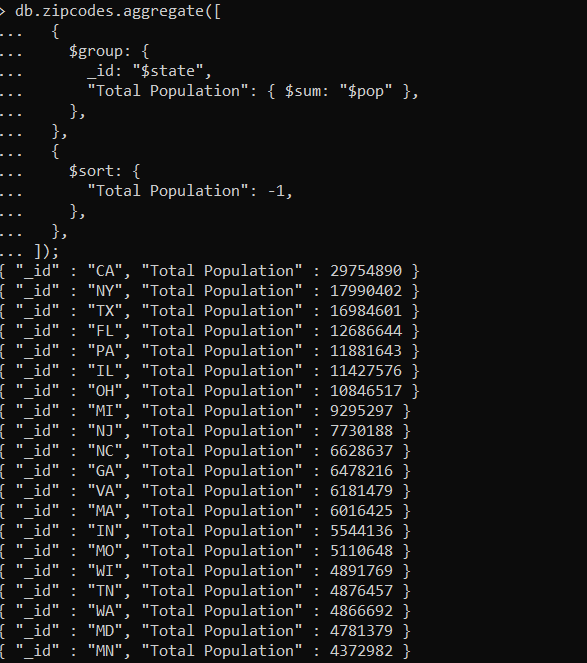 > db.zipcodes.aggregate([
...   {
...     $group: {
...       _id: "$state",
...       "Total Population": { $sum: "$pop" },
...     },
...   },
...   {
...     $sort: {
...       "Total Population": -1,
...     },
...   },
... ]);
{ "_id" : "CA", "Total Population" : 29754890 }
{ "_id" : "NY", "Total Population" : 17990402 }
{ "_id" : "TX", "Total Population" : 16984601 }
{ "_id" : "FL", "Total Population" : 12686644 }
{ "_id" : "PA", "Total Population" : 11881643 }
{ "_id" : "IL", "Total Population" : 11427576 }
{ "_id" : "OH", "Total Population" : 10846517 }
{ "_id" : "MI", "Total Population" : 9295297 }
{ "_id" : "NJ", "Total Population" : 7730188 }
{ "_id" : "NC", "Total Population" : 6628637 }
{ "_id" : "GA", "Total Population" : 6478216 }
{ "_id" : "VA", "Total Population" : 6181479 }
{ "_id" : "MA", "Total Population" : 6016425 }
{ "_id" : "IN", "Total Population" : 5544136 }
{ "_id" : "MO", "Total Population" : 5110648 }
{ "_id" : "WI", "Total Population" : 4891769 }
{ "_id" : "TN", "Total Population" : 4876457 }
{ "_id" : "WA", "Total Population" : 4866692 }
{ "_id" : "MD", "Total Population" : 4781379 }
{ "_id" : "MN", "Total Population" : 4372982 }